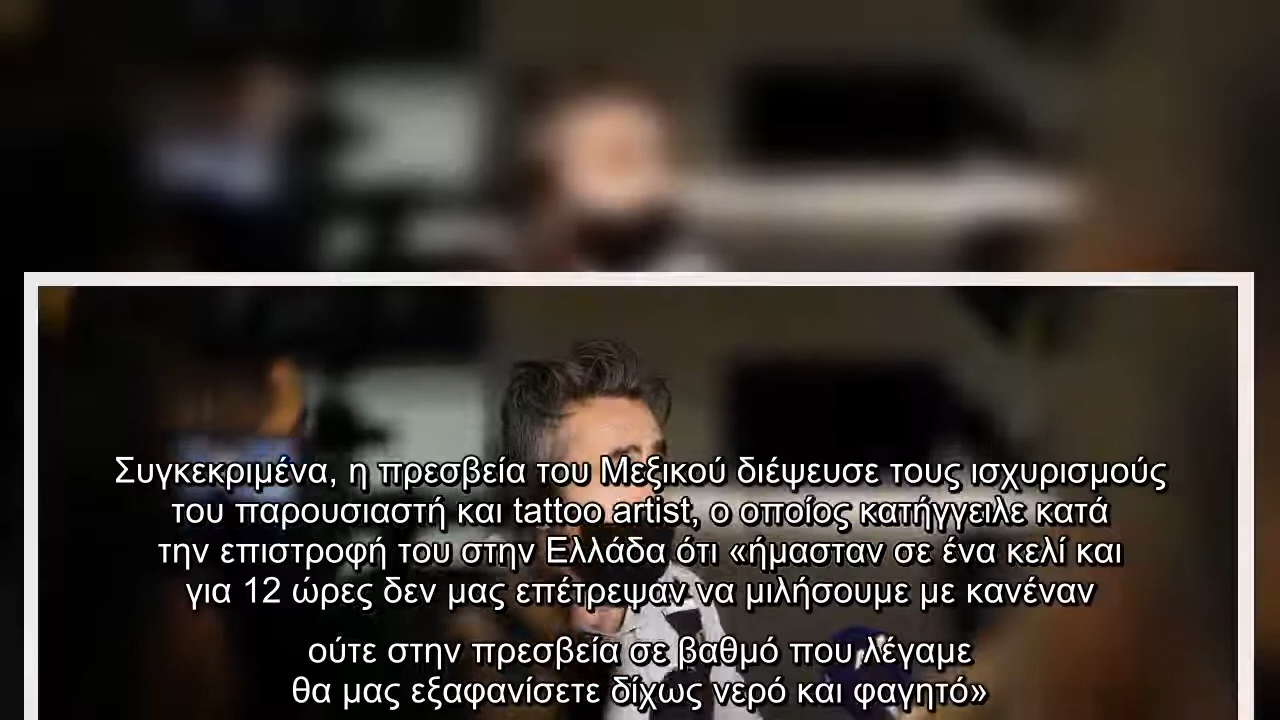 Συγκεκριμένα, η πρεσβεία του Μεξικού διέψευσε τους ισχυρισμούς
του παρουσιαστή και tattoo artist, ο οποίος κατήγγειλε κατά
την επιστροφή του στην Ελλάδα ότι «ήμασταν σε ένα κελί και
για 12 ώρες δεν μας επέτρεψαν να μιλήσουμε με κανέναν
ούτε στην πρεσβεία σε βαθμό που λέγαμε
θα μας εξαφανίσετε δίχως νερό και φαγητό»